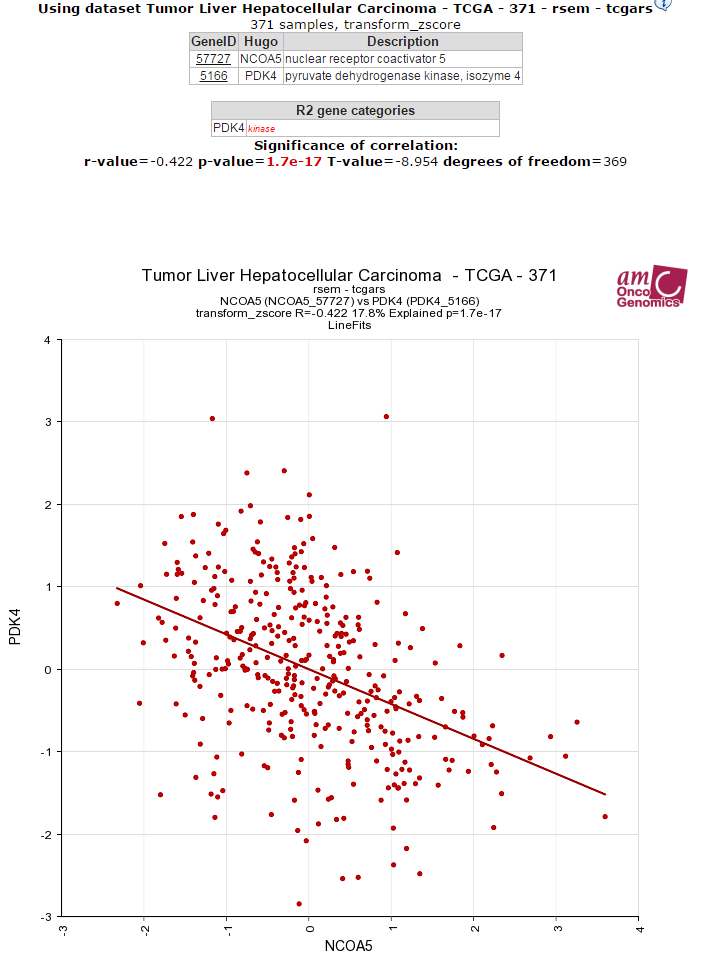 Using dataset Tumor Liver Hepatocellular Carcinoma - TCGA - 371 - rsem - tcgars
371 samples, transform_zscore
GeneID Hugo Description
57727 NCOA5 nuclear receptor coactivator 5
5166 PDK4 pyruvate dehydrogenase kinase, isozyme 4
R2 gene categories
PDK4 kinase
Significance of correlation:
r-value=-0.422 p-value=1.7e-17 T-value=-8.954 degrees of freedom=369
Tumor Liver Hepatocellular Carcinoma - TCGA - 371
rsem - tcgars
NCOA5 (NCOA5_57727) vs PDK4 (PDK4_5166)
transform_zscore R=-0.422 17.8% Explained p=1.7e-17
LineFits
amc
Onco
Genomics
4
3
2
1
0
-1
-2
-3
PDK4
-3 -2 -1 0 1 2 3 4
NCOA5